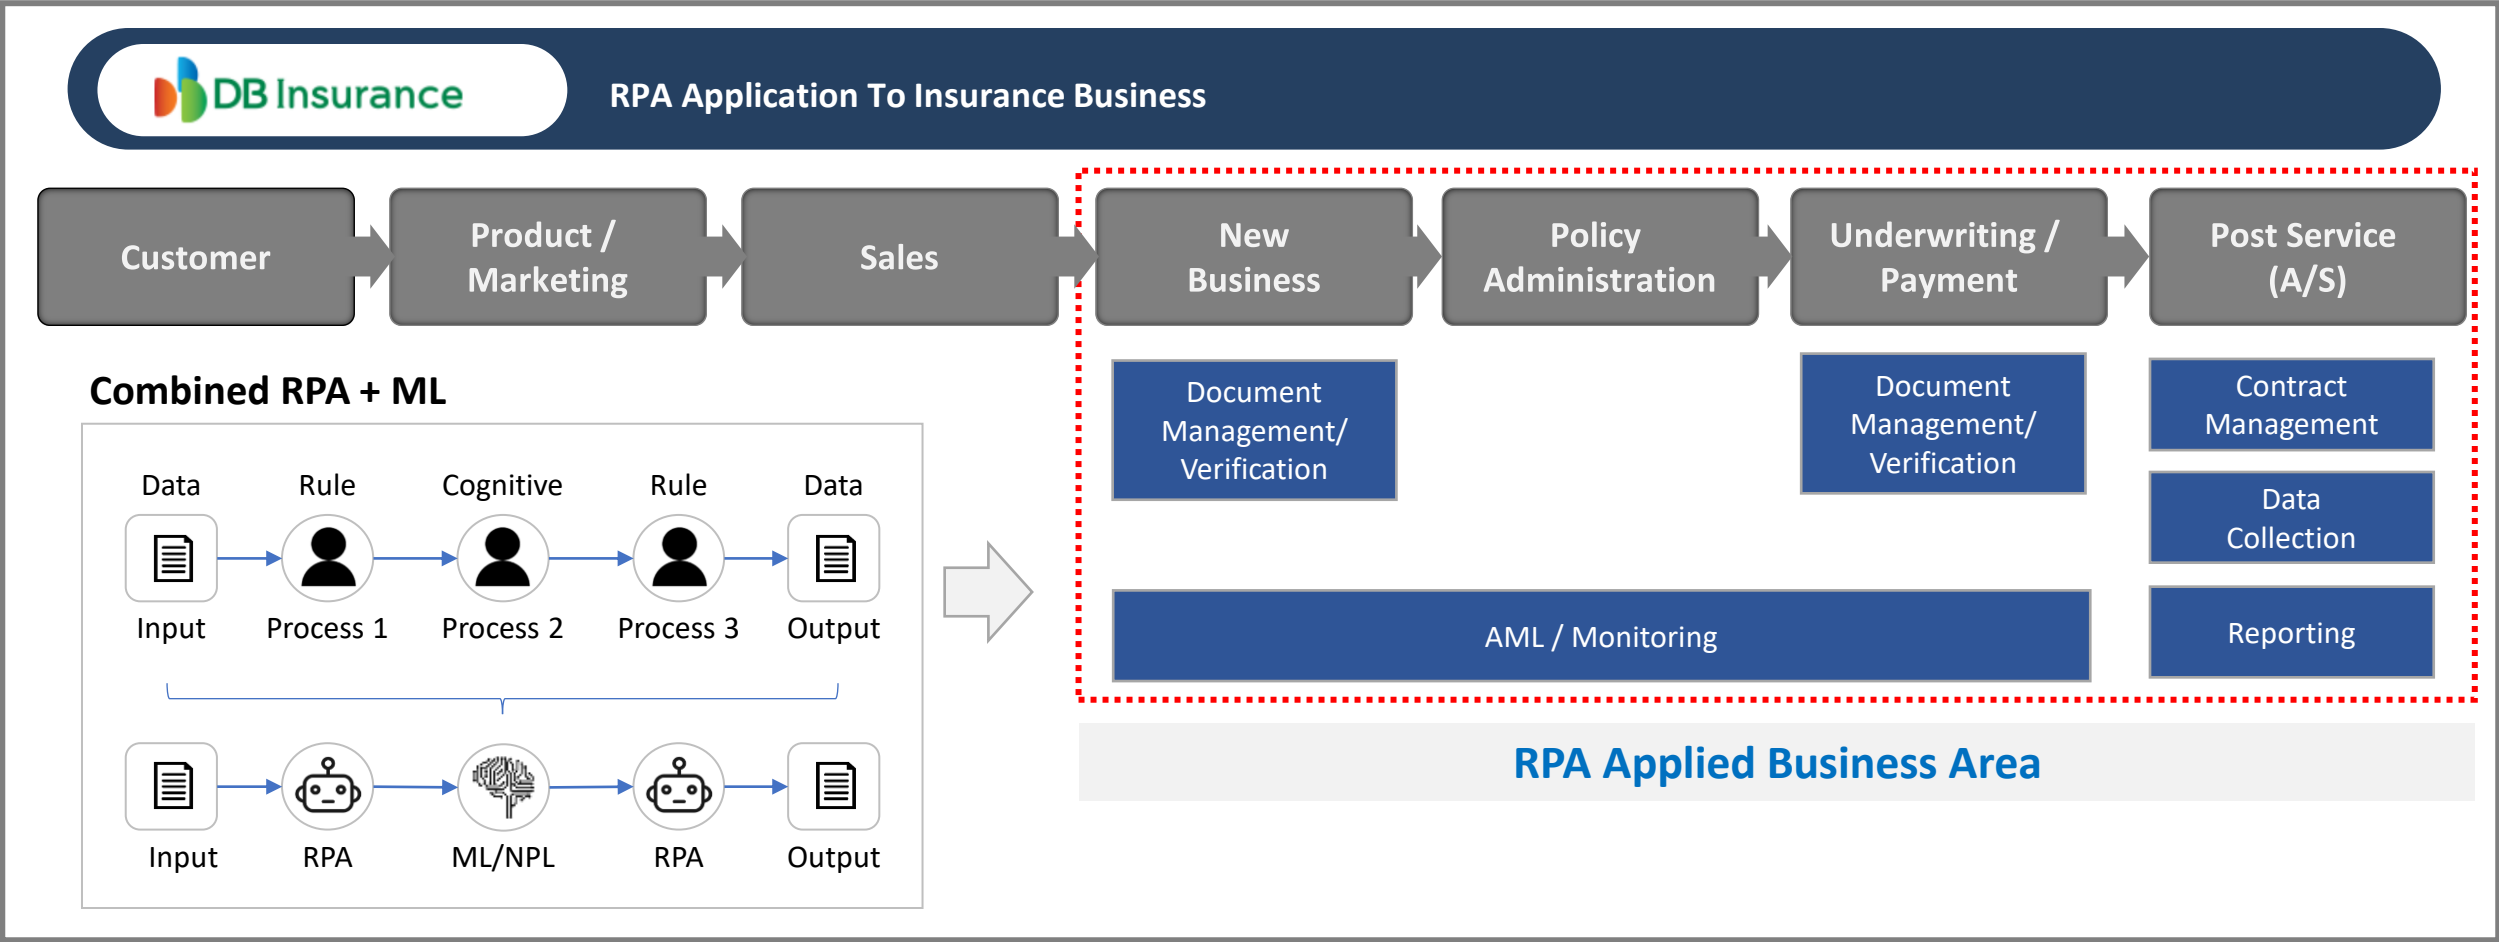 DB Insurance
RPA Application To Insurance Business
Customer
Product /
Marketing
Sales
New
Business
Policy
Administration
Underwriting /
Payment
Post Service
(A/S)
Combined RPA + ML
Data
Rule
Cognitive
Rule
Data
Input
Process 1
Process 2
Process 3
Output
Input
RPA
ML/NPL
RPA
Output
Document
Management/
Verification
Document
Management/
Verification
Contract
Management
Data
Collection
AML / Monitoring
Reporting
RPA Applied Business Area